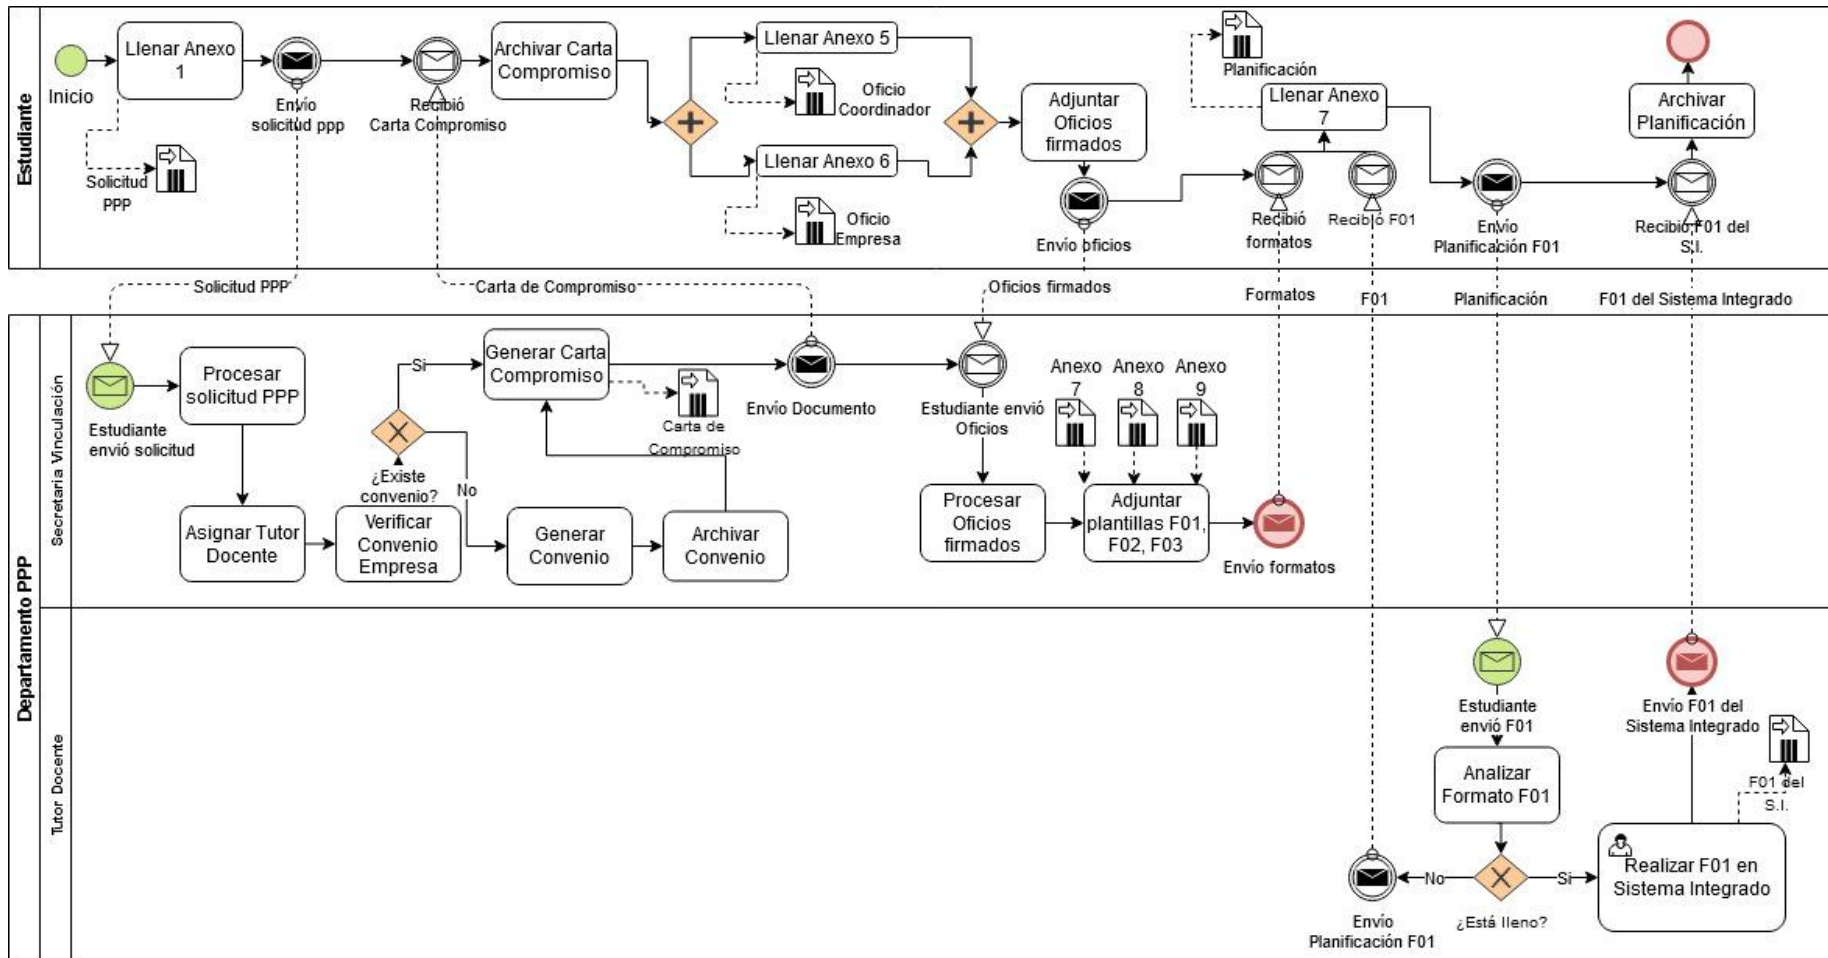 Estudiante
Inicio
Llenar Anexo
1
Solicitud
PPP
Envío
solicitud ppp
Recibió
Carta Compromiso
Archivar Carta
Compromiso
Llenar Anexo 5
Oficio
Coordinador
Llenar Anexo 6
Oficio
Empresa
Adjuntar
Oficios
firmados
Envío oficios
Planificación
Llenar Anexo
7
Recibió
formatos
Recibió F01
Envío
Planificación F01
Archivar
Planificación
Recibió F01 del
S.I.
Solicitud PPP
Carta de Compromiso
Oficios firmados
Formatos
F01
Planificación
F01 del Sistema Integrado
Departamento PPP
Secretaria Vinculación
Estudiante
envió solicitud
Procesar
solicitud PPP
Asignar Tutor
Docente
Verificar
Convenio
Empresa
¿Existe
convenio?
Si
No
Generar Carta
Compromiso
Carta de
Compromiso
Generar
Convenio
Archivar
Convenio
Envío Documento
Estudiante envió
Oficios
Procesar
Oficios
firmados
Anexo
7
Anexo
8
Anexo
9
Adjuntar
plantillas F01,
F02, F03
Envío formatos
Tutor Docente
Estudiante
envió F01
Analizar
Formato F01
¿Está lleno?
No
Si
Envío
Planificación F01
Realizar F01 en
Sistema Integrado
F01 del
S.I.
Envío F01 del
Sistema Integrado